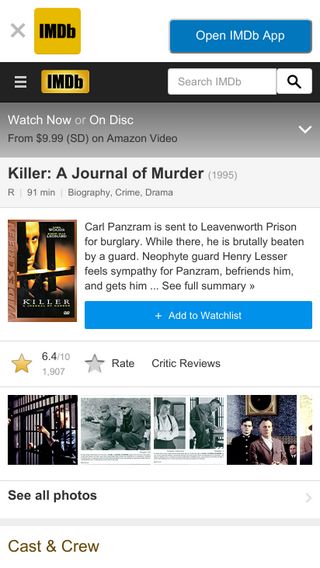 IMDb
Open IMDb App
IMDb
Search IMDb
Watch Now or On Disc
From $9.99 (SD) on Amazon Video
Killer: A Journal of Murder (1995)
R | 91 min | Biography, Crime, Drama
WIDESCREEN
KILLER
A JOURNAL OF MURDER
Carl Panzram is sent to Leavenworth Prison
for burglary. While there, he is brutally beaten
by a guard. Neophyte guard Henry Lesser
feels sympathy for Panzram, befriends him,
and gets him ... See full summary »
+ Add to Watchlist
6.4/10
1,907
Rate
Critic Reviews
See all photos
Cast & Crew